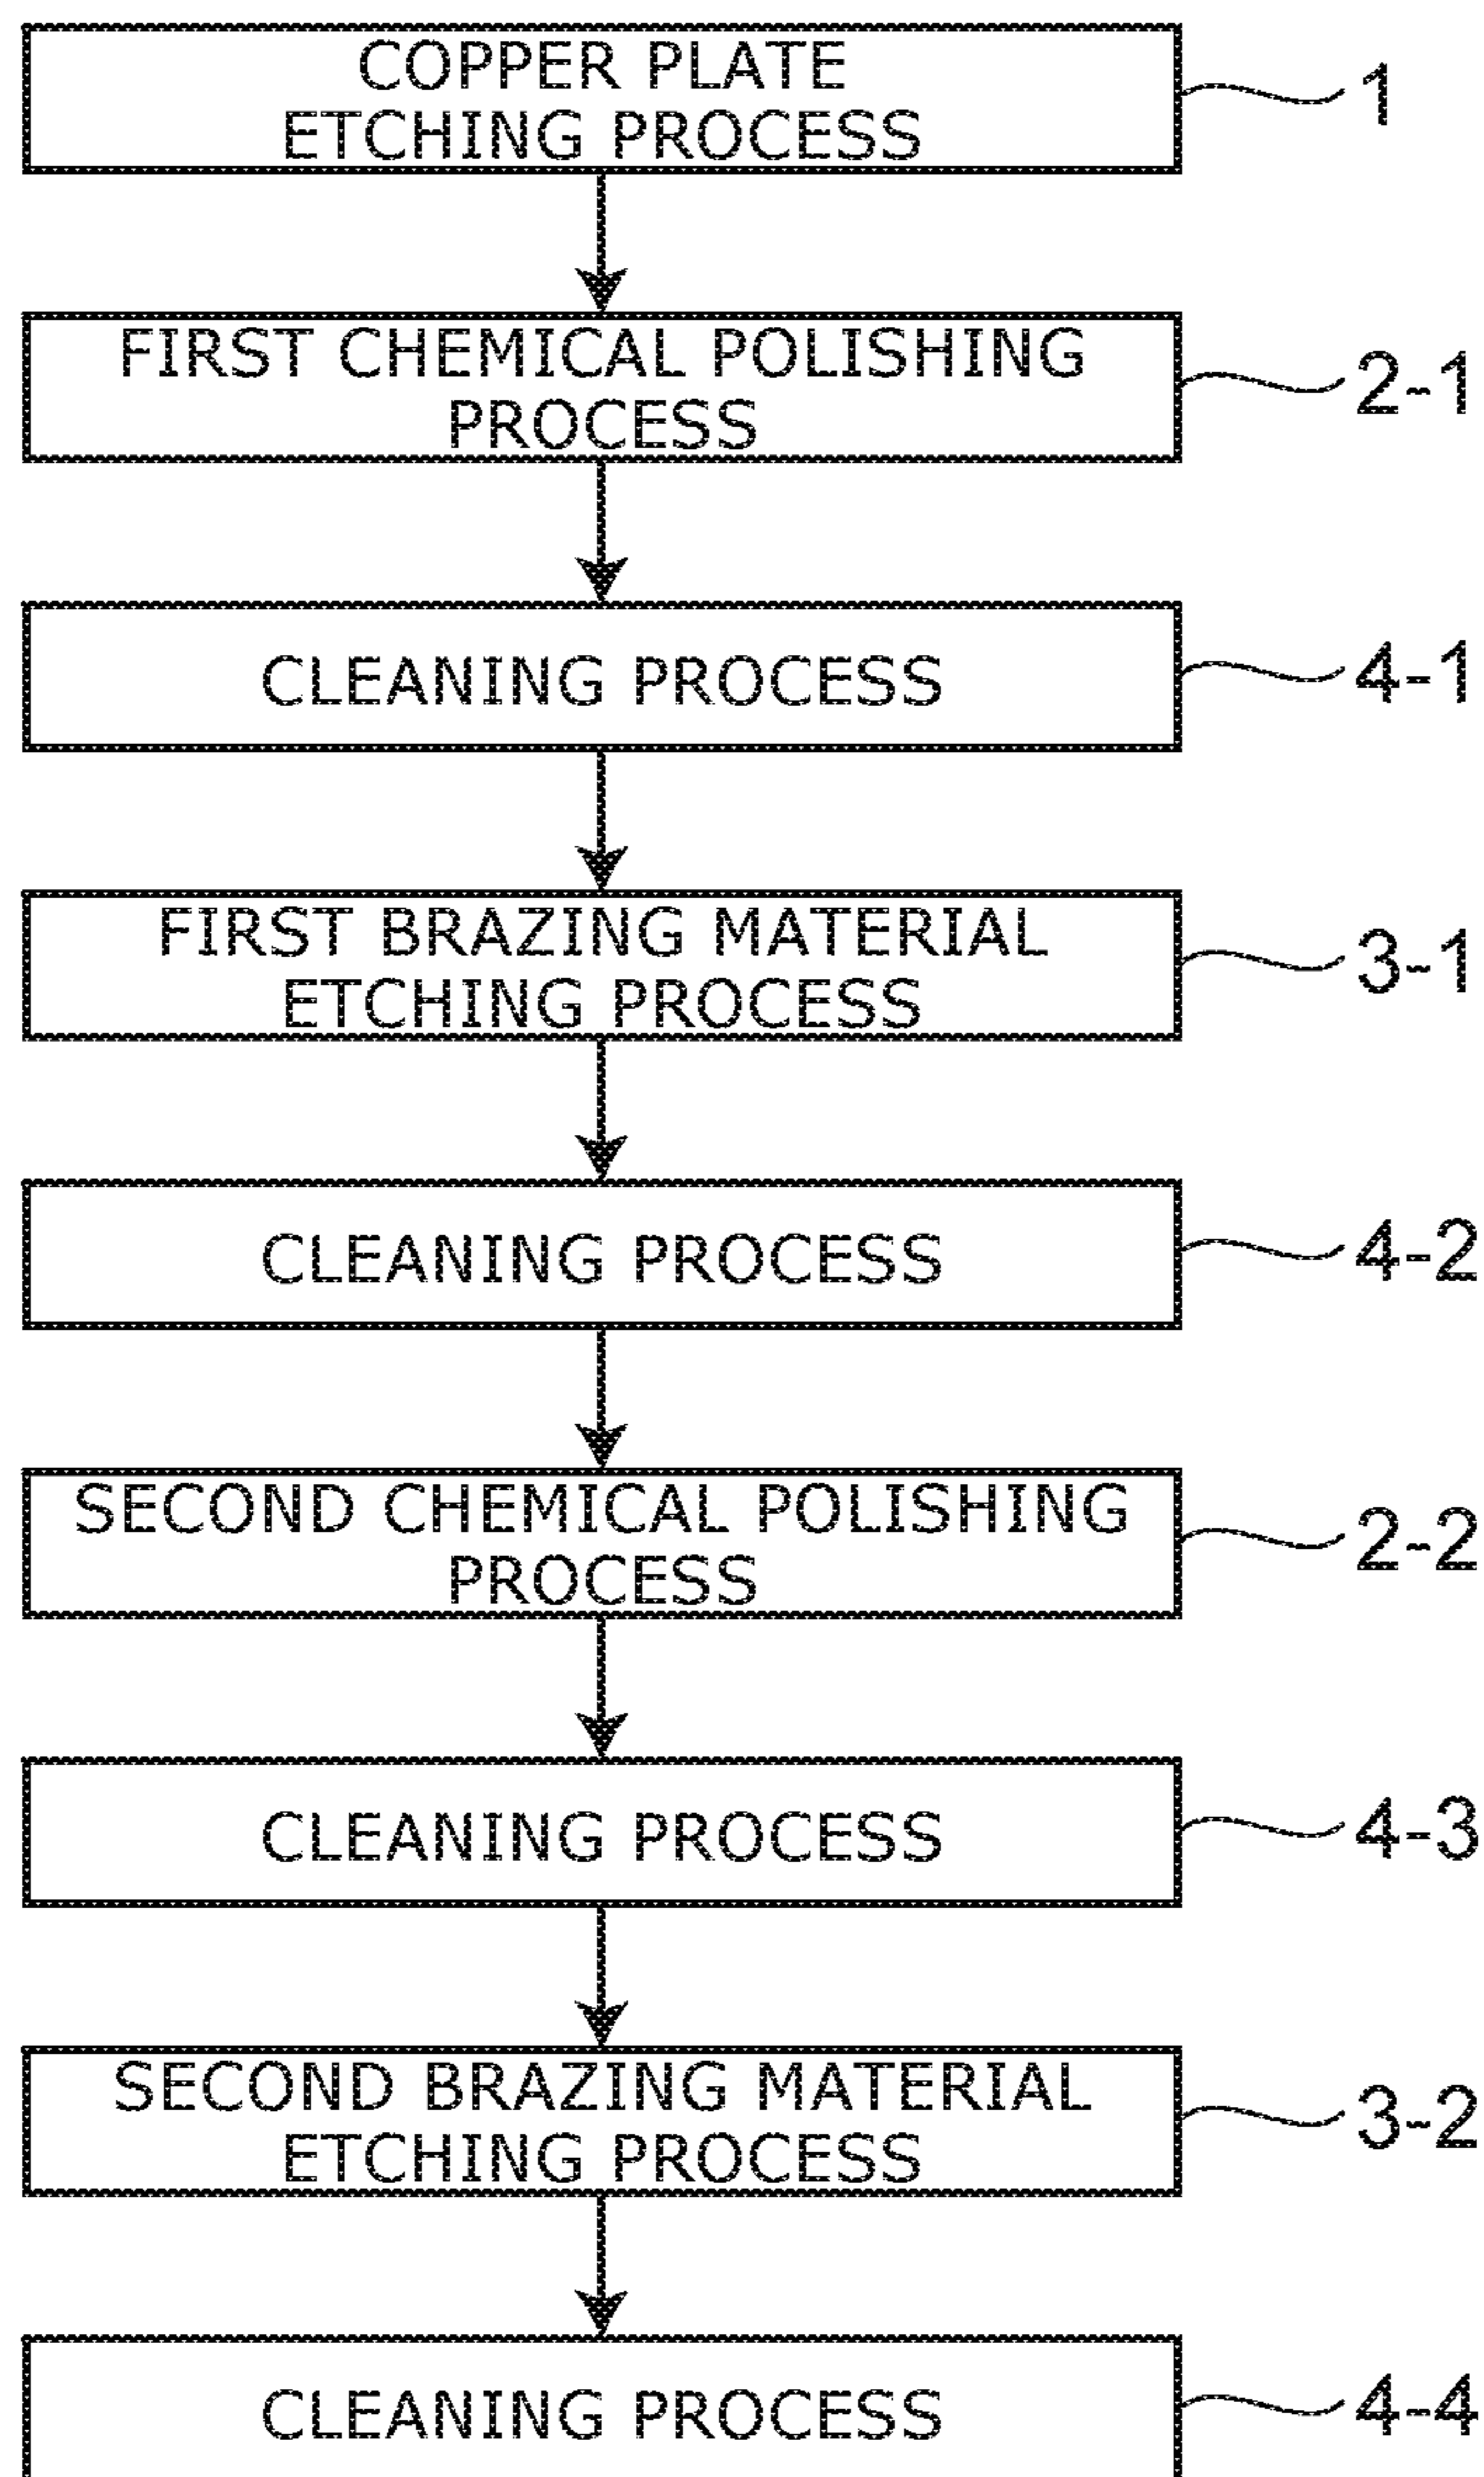 COPPER PLATE
ETCHING PROCESS
1
FIRST CHEMICAL POLISHING
PROCESS
2-1
CLEANING PROCESS
4-1
FIRST BRAZING MATERIAL
ETCHING PROCESS
3-1
CLEANING PROCESS
4-2
SECOND CHEMICAL POLISHING
PROCESS
2-2
CLEANING PROCESS
4-3
SECOND BRAZING MATERIAL
ETCHING PROCESS
3-2
CLEANING PROCESS
4-4